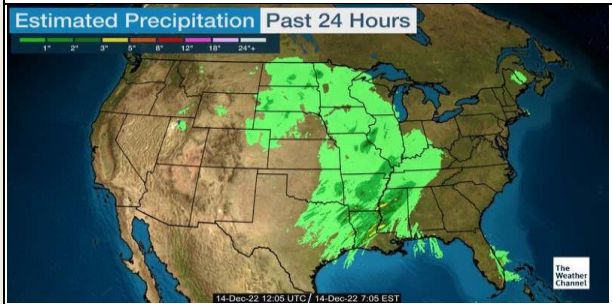 Estimated Precipitation Past 24 Hours
1" 2" 3" 5" 8" 12" 18" 24"+
The
Weather
Channel
14-Dec-22 12:05 UTC / 14-Dec-22 7:05 EST